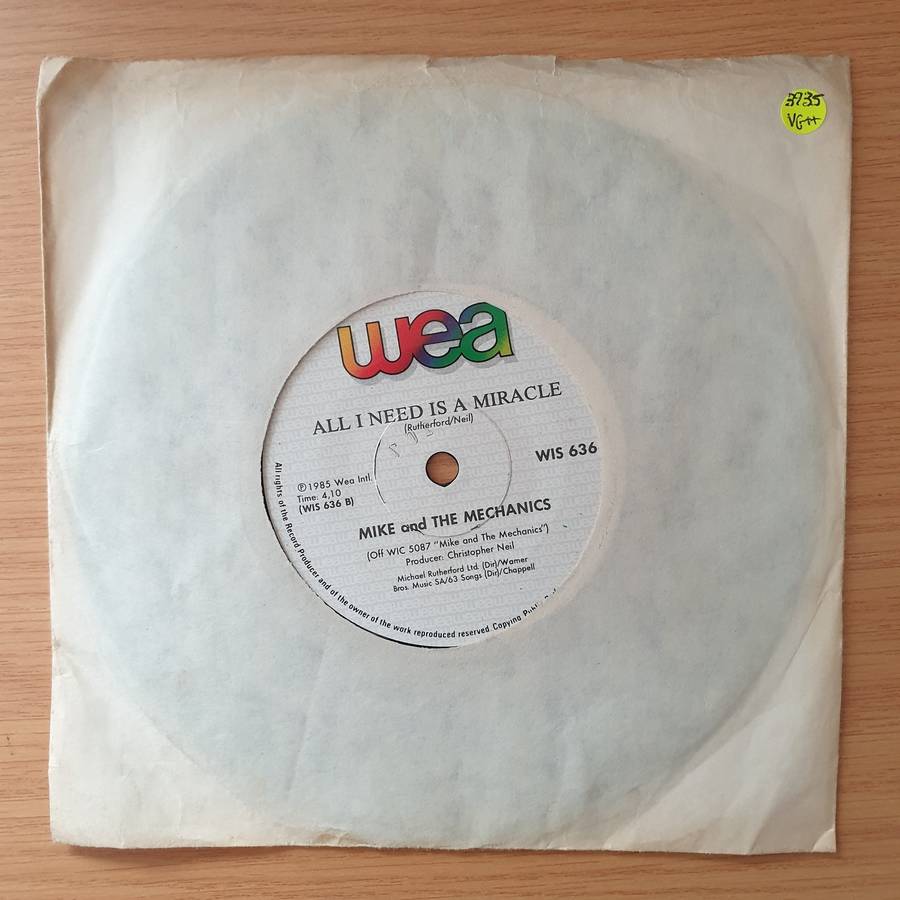 3935
VG++
wea
ALL I NEED IS A MIRACLE
(Rutherford/Neil)
WIS 636
℗1985 Wea Intl.
Time: 4,10
(WIS 636 B)
MIKE and THE MECHANICS
(Off WIC 5087 "Mike and The Mechanics")
Producer: Christopher Neil
Michael Rutherford Ltd. (Dir)/Warner
Bros. Music SA/63 Songs (Dir)/Chappell
All rights of the Record Producer and of the owner of the work reproduced reserved Copying